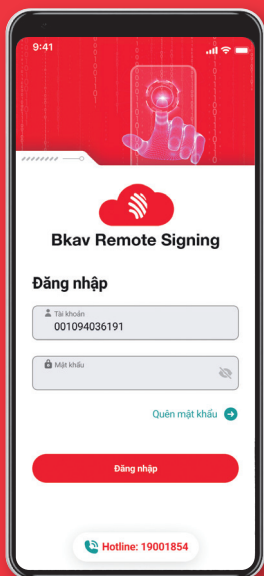 9:41
Bkav Remote Signing
Đăng nhập
Tài khoản
001094036191
Mật khẩu
Quên mật khẩu
Đăng nhập
Hotline: 19001854